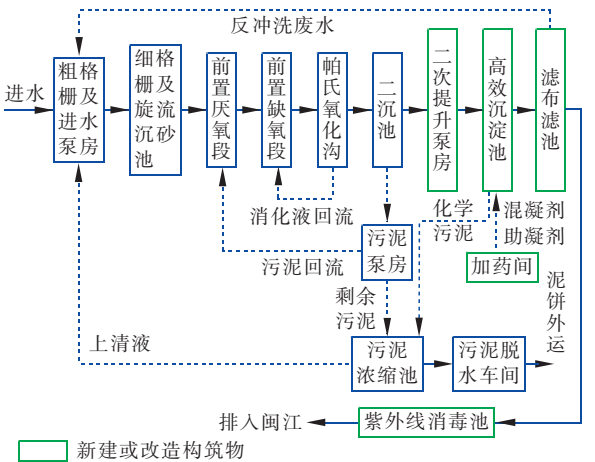 反冲洗废水
进水
粗格
栅及
进水
泵房
细格
栅及
旋流
沉砂
池
前置厌氧段
前置缺氧段
帕氏氧化沟
二沉池
二次提升泵房
高效沉淀池
滤布滤池
消化液回流
污泥回流
污泥
泵房
化学
污泥
混凝剂
助凝剂
加药间
剩余
污泥
泥饼外运
上清液
污泥
浓缩池
污泥脱
水车间
排入闽江
紫外线消毒池
新建或改造构筑物